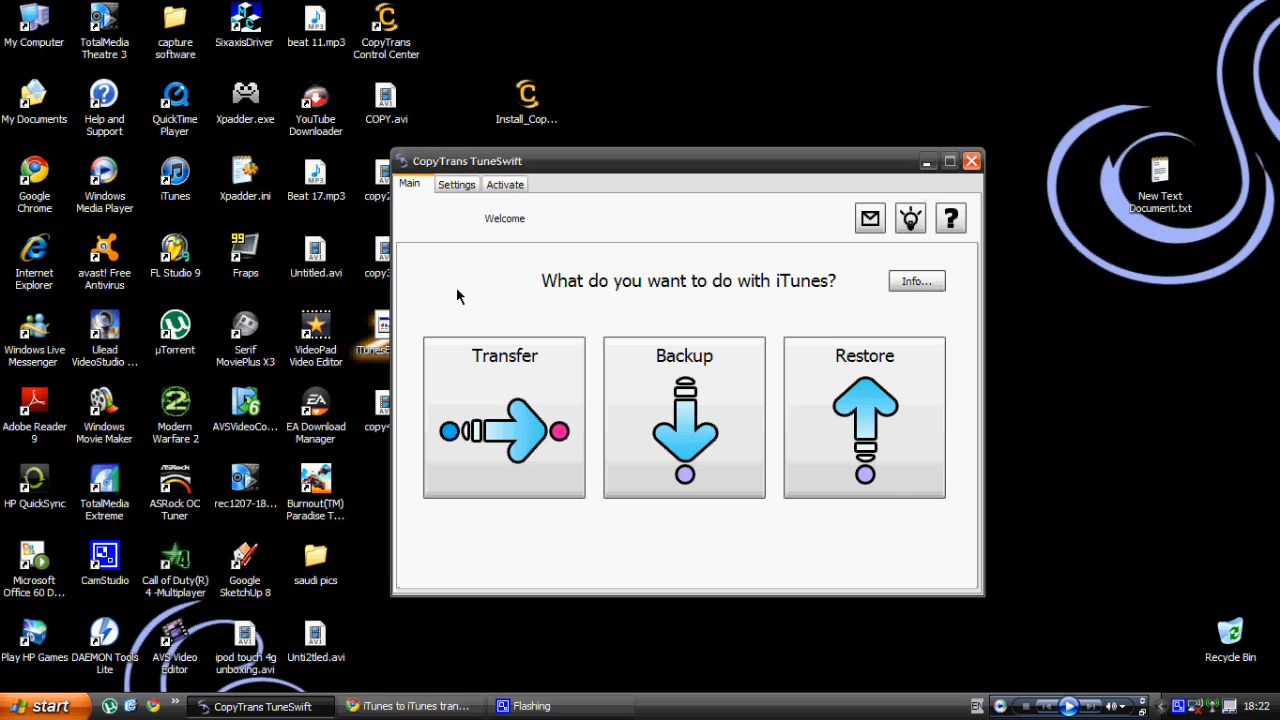 My Computer
TotalMedia
Theatre 3
capture
software
SixaxisDriver
beat 11.mp3
CopyTrans
Control Center
My Documents
Help and
Support
QuickTime
Player
Xpadder.exe
YouTube
Downloader
COPY.avi
Install_Cop...
Google
Chrome
Windows
Media Player
iTunes
Xpadder.ini
Beat 17.mp3
copy2
Internet
Explorer
avast! Free
Antivirus
FL Studio 9
99
Fraps
Untitled.avi
copy3
Windows Live
Messenger
Ulead
VideoStudio ...
µTorrent
Serif
MoviePlus X3
VideoPad
Video Editor
Adobe Reader
9
Windows
Movie Maker
Modern
Warfare 2
AVSVideoCo...
EA Download
Manager
copy4
HP QuickSync
TotalMedia
Extreme
ASRock OC
Tuner
rec1207-18...
Burnout(TM)
Paradise T...
Microsoft
Office 60 D...
CamStudio
Call of Duty(R)
4 -Multiplayer
Google
SketchUp 8
saudi pics
Play HP Games
DAEMON Tools
Lite
AVS Video
Editor
ipod touch 4g
unboxing.avi
Unti2tled.avi
CopyTrans TuneSwift
Main
Settings
Activate
Welcome
?
What do you want to do with iTunes?
Info...
Transfer
Backup
Restore
New Text
Document.txt
Recycle Bin
start
CopyTrans TuneSwift
iTunes to iTunes tran...
Flashing
EN
18:22